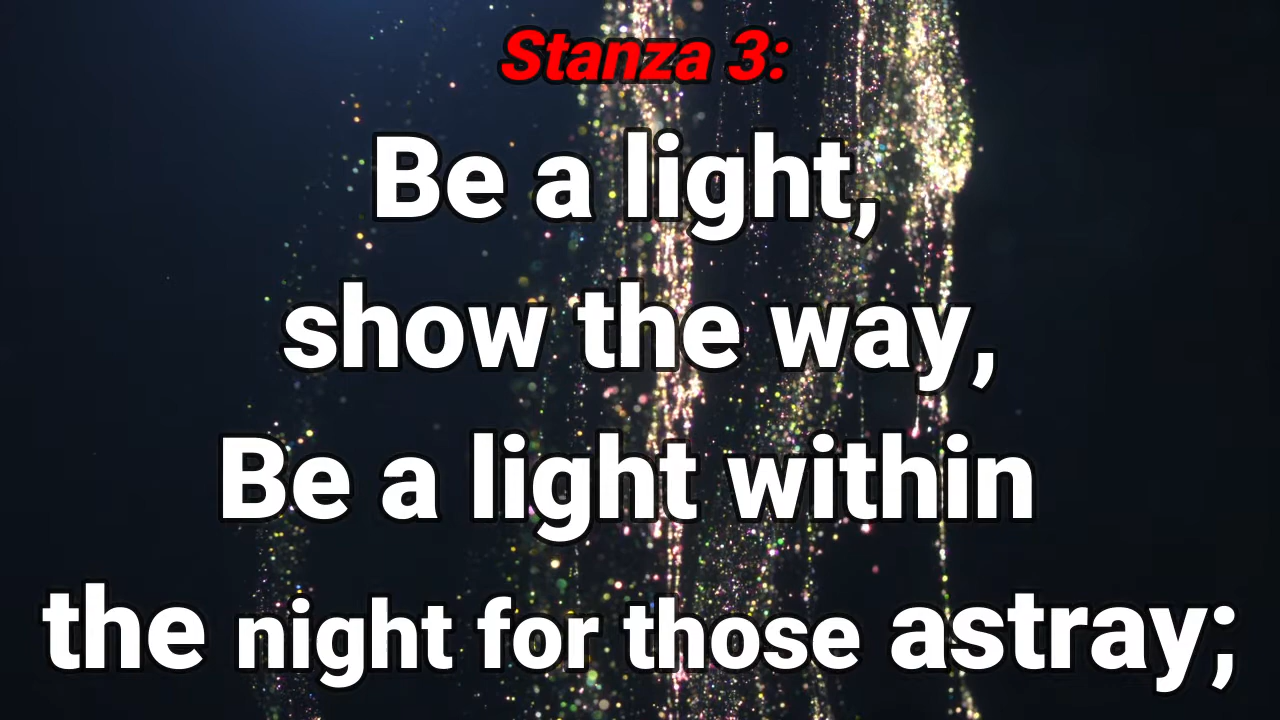 Stanza 3:
Be a light,
show the way,
Be a light within
the night for those astray;